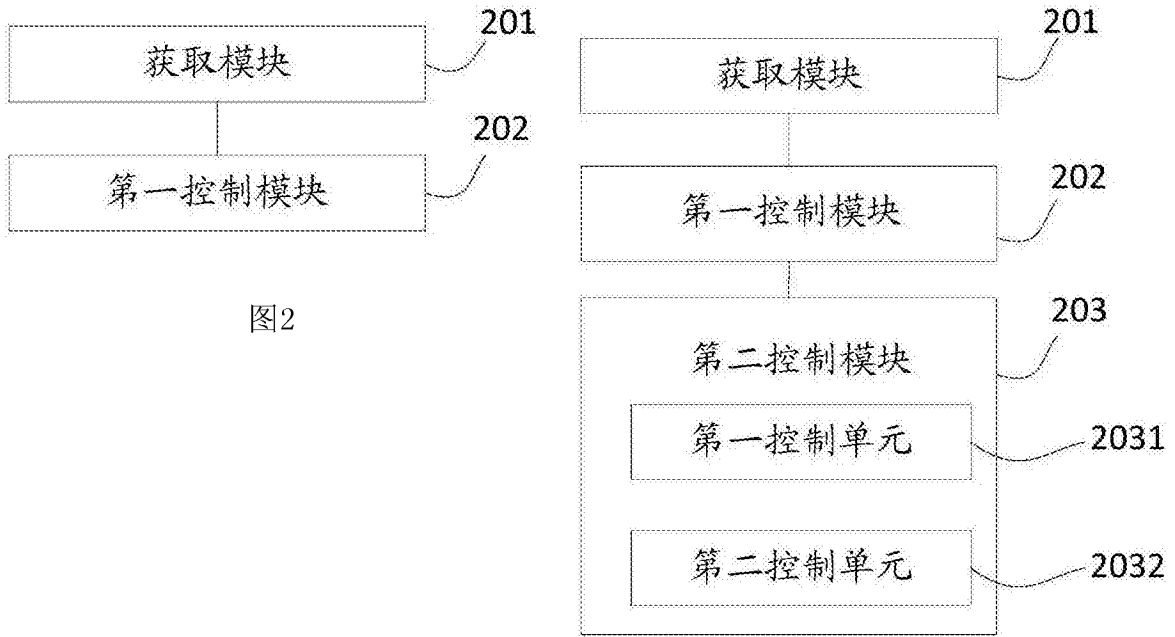 201
获取模块
202
第一控制模块
图2
201
获取模块
202
第一控制模块
203
第二控制模块
第一控制单元
2031
第二控制单元
2032